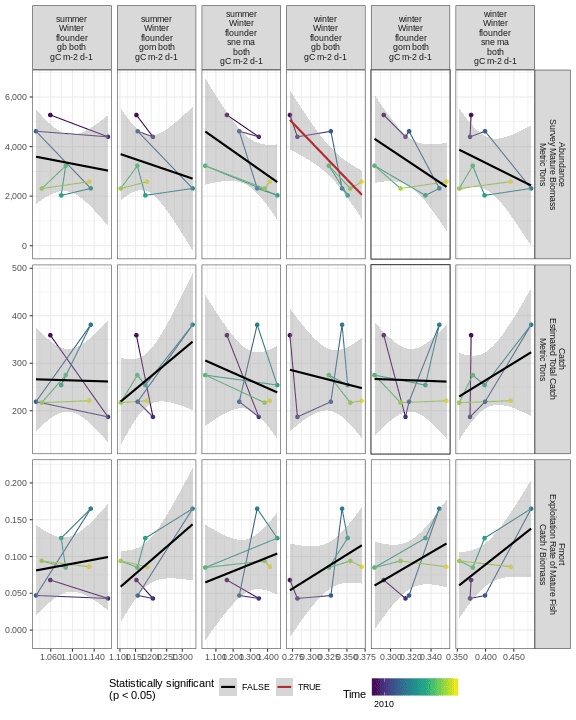 summer
Winter
flounder
gb both
gC m-2 d-1
summer
Winter
flounder
gom both
gC m-2 d-1
summer
Winter
flounder
sne ma
both
gC m-2 d-1
winter
Winter
flounder
gb both
gC m-2 d-1
winter
Winter
flounder
gom both
gC m-2 d-1
winter
Winter
flounder
sne ma
both
gC m-2 d-1
6,000
4,000
2,000
0
Abundance
Survey Mature Biomass
Metric Tons
500
400
300
200
Catch
Estimated Total Catch
Metric Tons
0.200
0.150
0.100
0.050
0.000
Fmort
Exploitation Rate of Mature Fish
Catch / Biomass
1.060 1.100 1.140 1.100 1.150 1.200 1.250 1.300 1.100 1.200 1.300 1.400 0.275 0.300 0.325 0.350 0.375 0.300 0.320 0.340 0.350 0.400 0.450
Statistically significant
(p < 0.05)
FALSE
TRUE
Time
2010